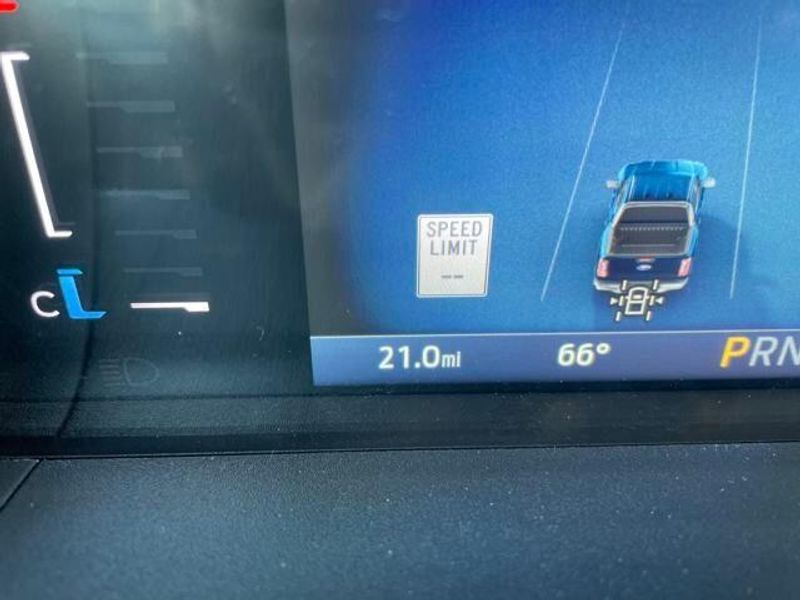 SPEED
LIMIT
--
C
21.0mi
66°
PRN